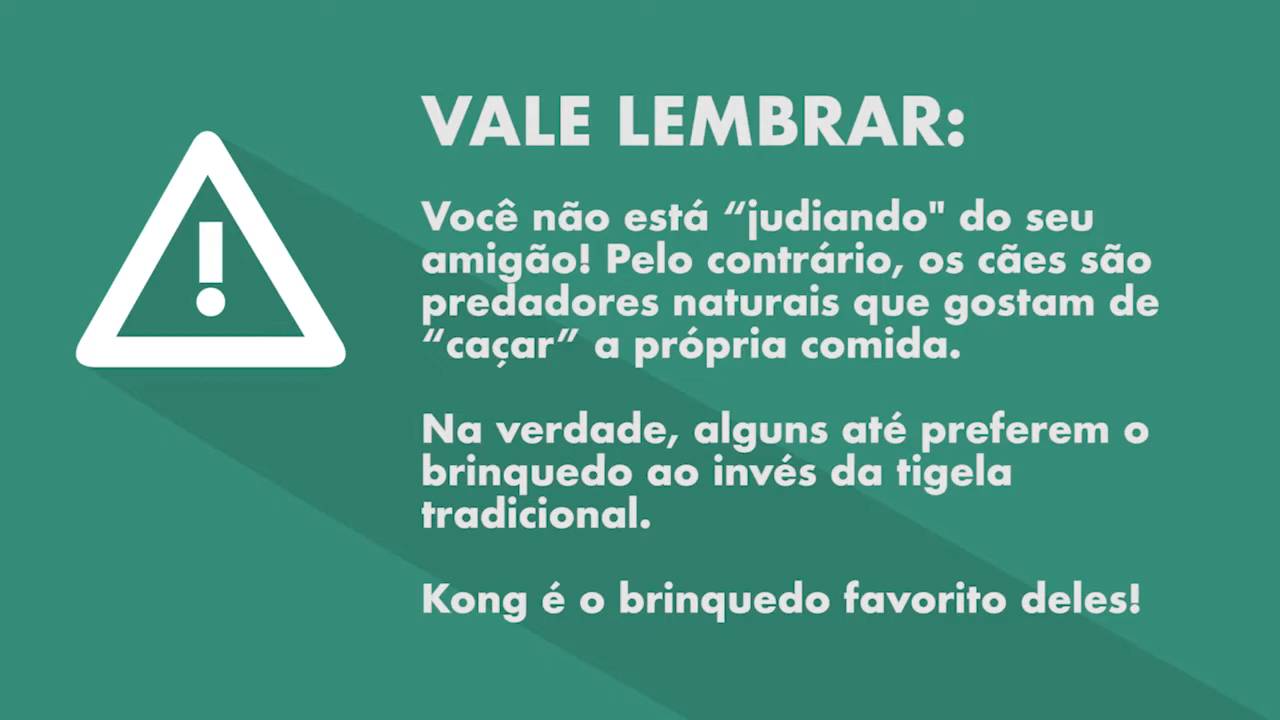 VALE LEMBRAR:
Você não está “judiando" do seu
amigão! Pelo contrário, os cães são
predadores naturais que gostam de
“caçar” a própria comida.
Na verdade, alguns até preferem o
brinquedo ao invés da tigela
tradicional.
Kong é o brinquedo favorito deles!